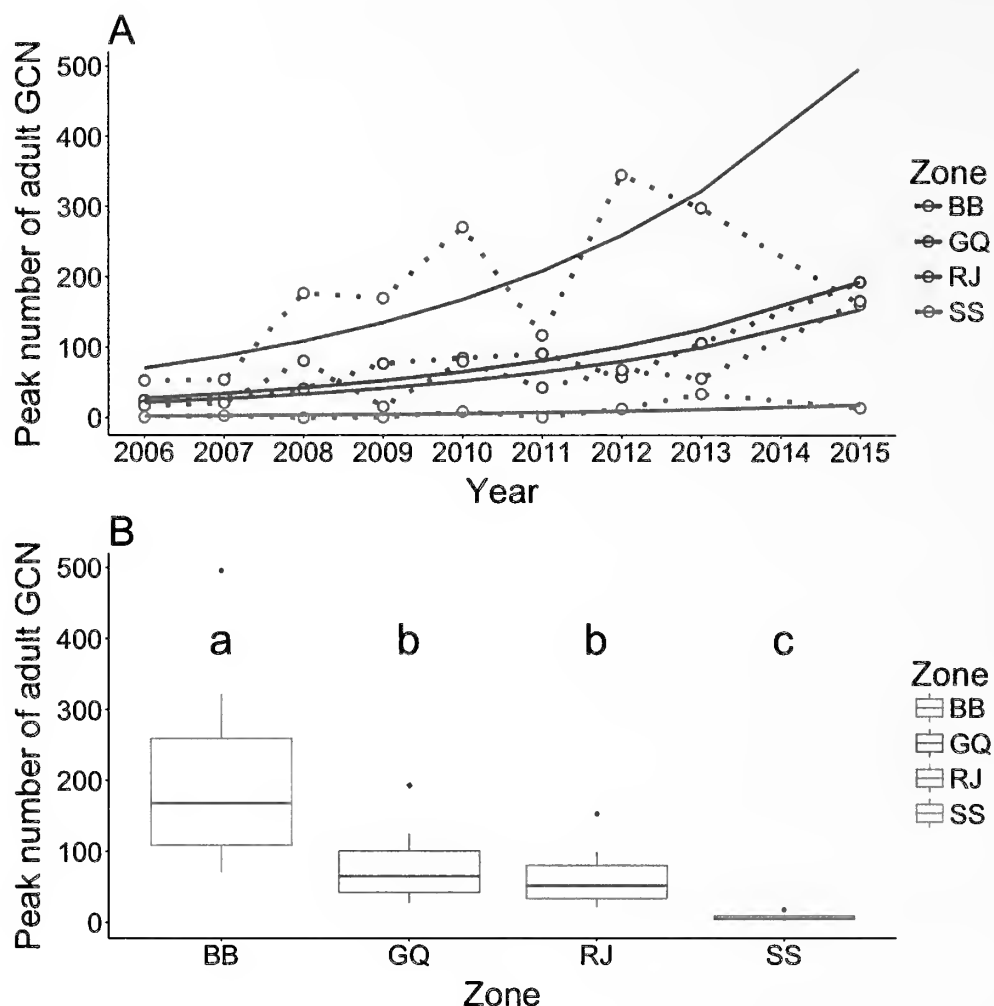 A
Peak number of adult GCN
500
400
300
200
100
0
2006 2007 2008 2009 2010 2011 2012 2013 2014 2015
Year
Zone
BB
GQ
RJ
SS
B
Peak number of adult GCN
500
400
300
200
100
0
a b b c
BB GQ RJ SS
Zone
Zone
BB
GQ
RJ
SS